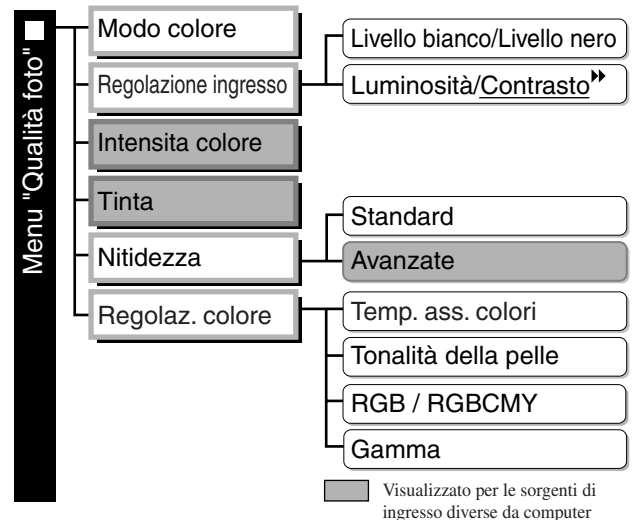 Menu "Qualità foto"
Modo colore
Regolazione ingresso
Livello bianco/Livello nero
Luminosità/Contrasto
Intensita colore
Tinta
Nitidezza
Standard
Avanzate
Regolaz. colore
Temp. ass. colori
Tonalità della pelle
RGB / RGBCMY
Gamma
Visualizzato per le sorgenti di
ingresso diverse da computer